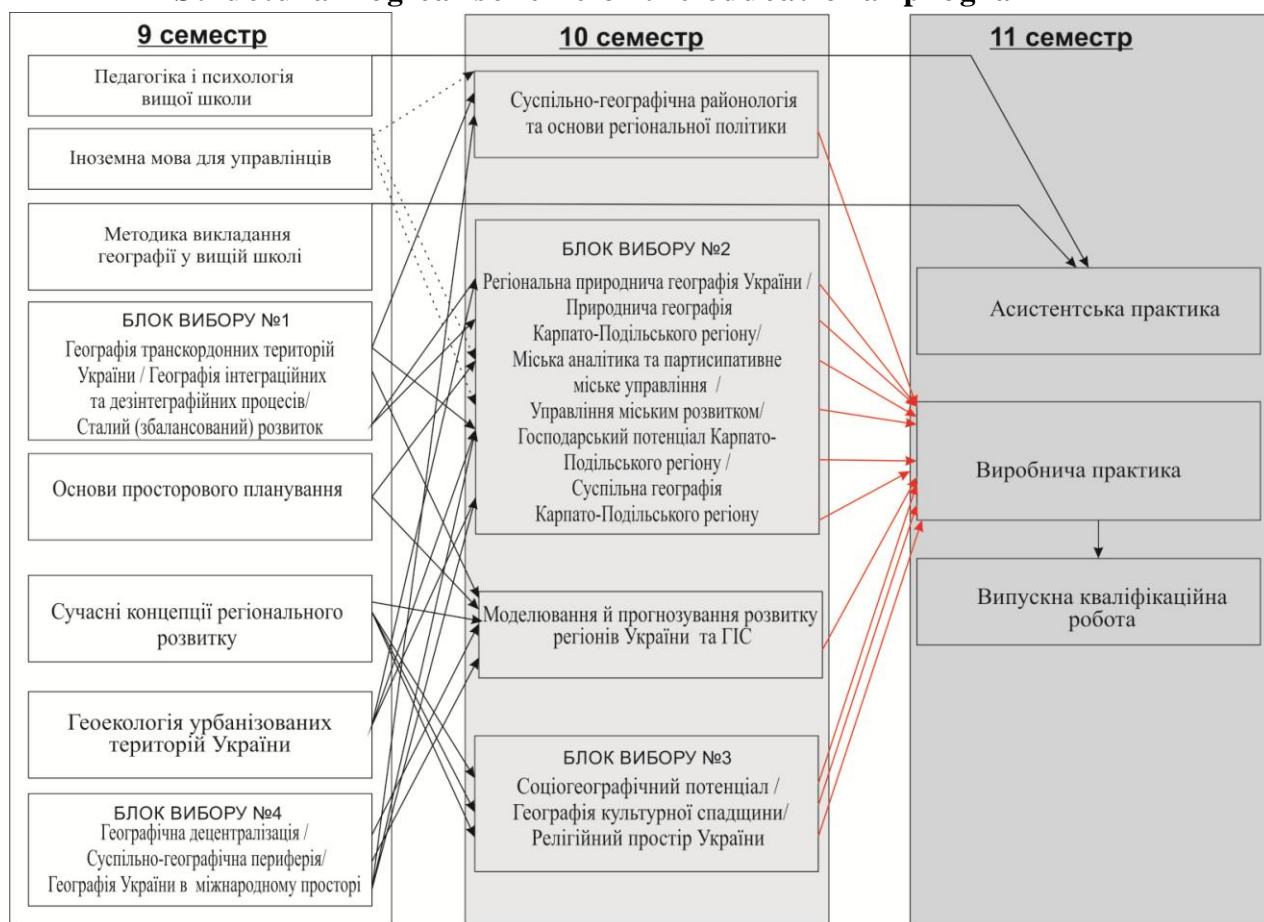 Structural-logical scheme of the educational program
9 семестр
Педагогіка і психологія
вищої школи
Іноземна мова для управлінців
Методика викладання
географії у вищій школі
БЛОК ВИБОРУ №1
Географія транскордонних територій
України / Географія інтеграційних
та дезінтеграфійних процесів/
Сталий (збалансований) розвиток
Основи просторового планування
Сучасні концепції регіонального
розвитку
Геоекологія урбанізованих
територій України
БЛОК ВИБОРУ №4
Географічна децентралізація /
Суспільно-географічна периферія/
Географія України в міжнародному просторі
10 семестр
Суспільно-географічна районологія
та основи регіональної політики
БЛОК ВИБОРУ №2
Регіональна природнича географія України /
Природнича географія
Карпато-Подільського регіону/
Міська аналітика та партисипативне
міське управління /
Управління міським розвитком/
Господарський потенціал Карпато-
Подільського регіону /
Суспільна географія
Карпато-Подільського регіону
Моделювання й прогнозування розвитку
регіонів України та ГІС
БЛОК ВИБОРУ №3
Соціогеографічний потенціал /
Географія культурної спадщини/
Релігійний простір України
11 семестр
Асистентська практика
Виробнича практика
Випускна кваліфікаційна
робота